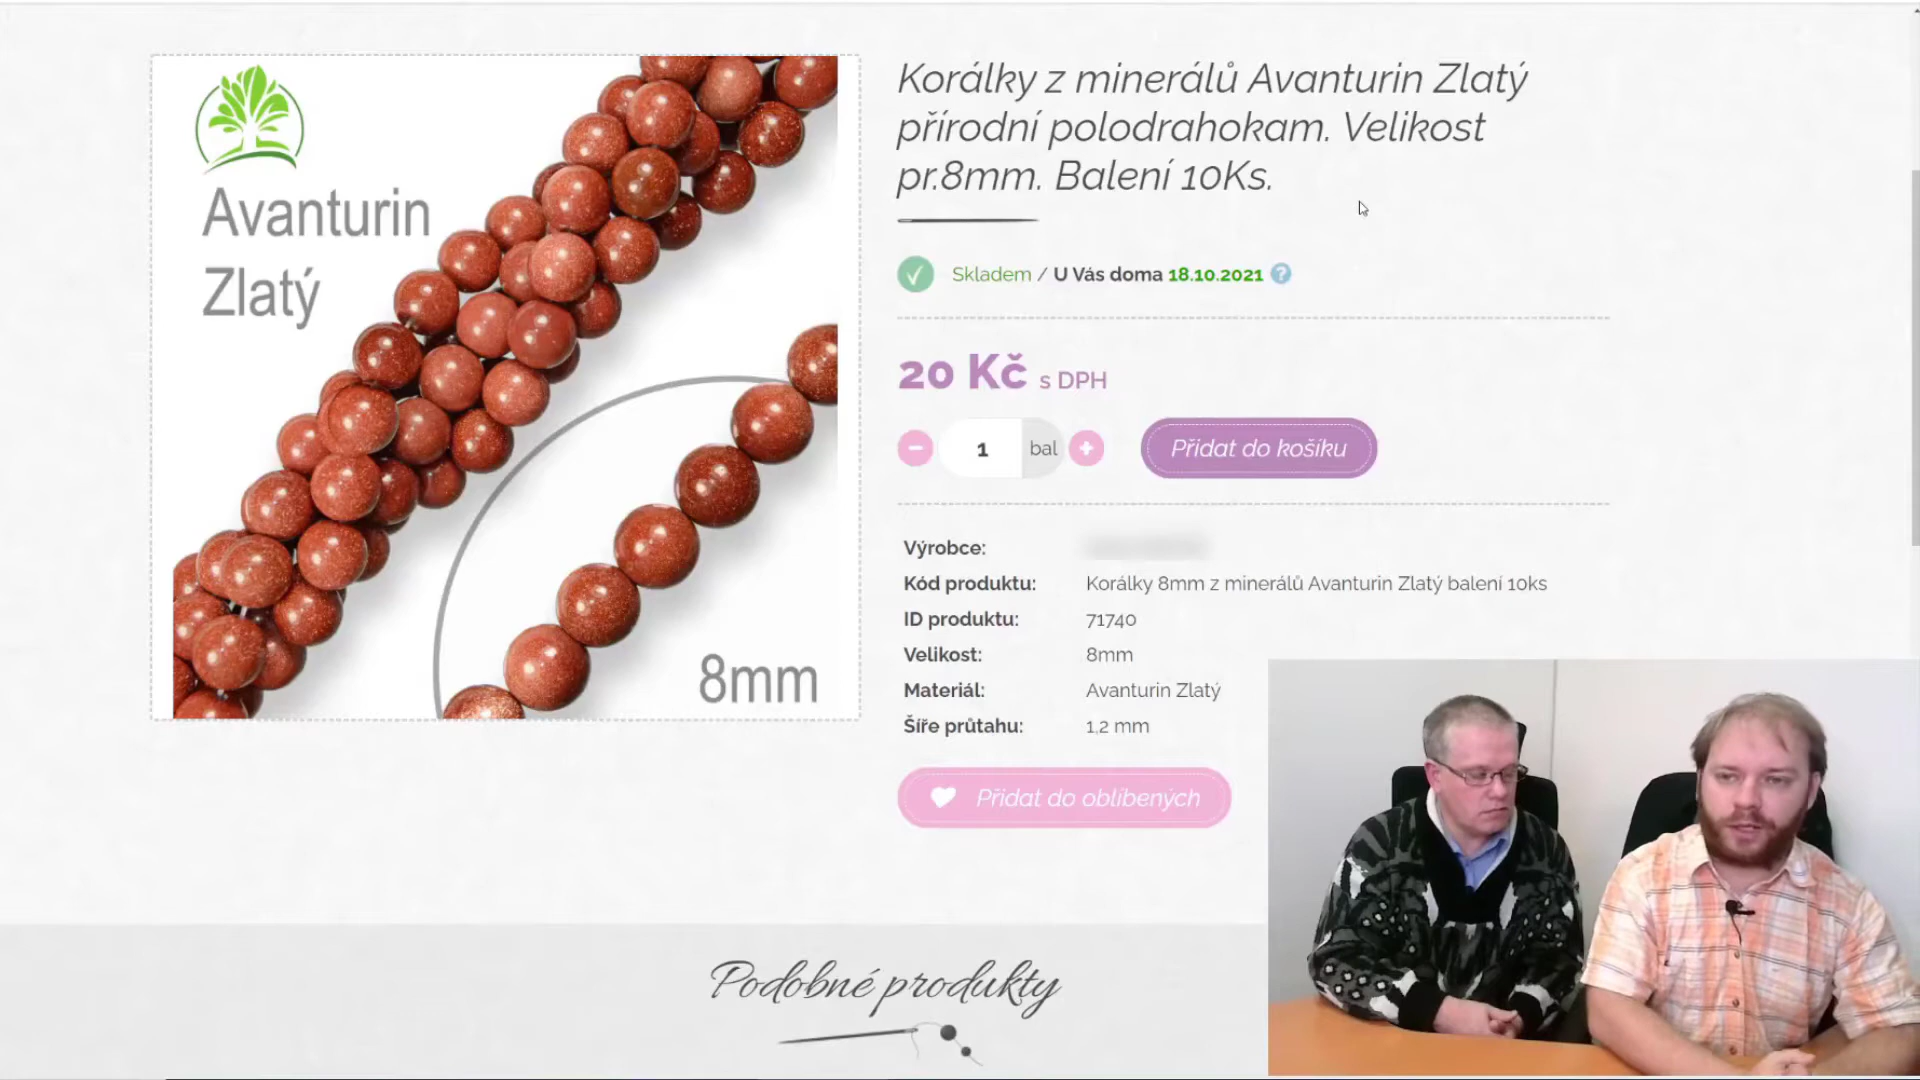 Avanturin
Zlatý
8mm
Korálky z minerálů Avanturin Zlatý
přírodní polodrahokam. Velikost
pr.8mm. Balení 10Ks.
Skladem / U Vás doma 18.10.2021 ?
20 Kč s DPH
1 bal
Přidat do košíku
Výrobce:
Kód produktu: Korálky 8mm z minerálů Avanturin Zlatý balení 10ks
ID produktu: 71740
Velikost: 8mm
Materiál: Avanturin Zlatý
Šíře průtahu: 1,2 mm
Přidat do oblíbených
Podobné produkty